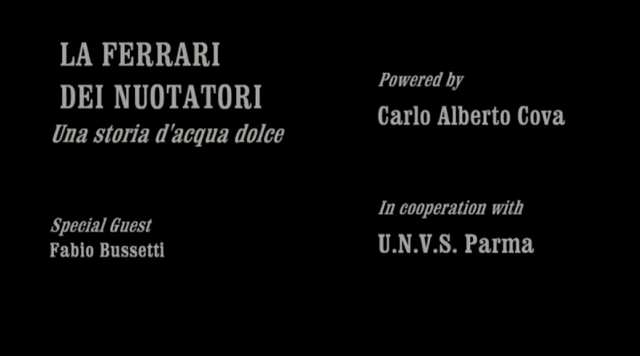 LA FERRARI
DEI NUOTATORI
Una storia d'acqua dolce
Special Guest
Fabio Bussetti
Powered by
Carlo Alberto Cova
In cooperation with
U.N.V.S. Parma